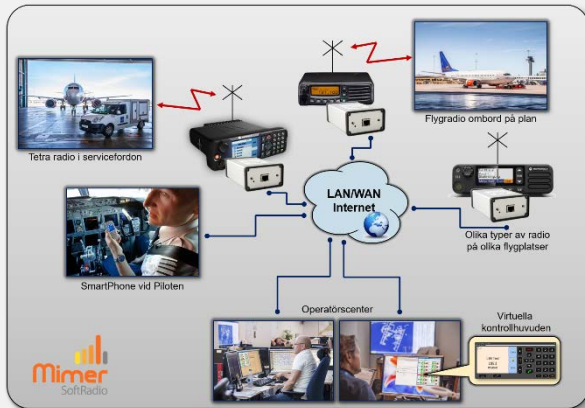 Tetra radio i servicefordon
Flygradio ombord på plan
LAN/WAN
Internet
MOTOROLA
Olika typer av radio
på olika flygplatser
SmartPhone vid Piloten
Operatörscenter
Virtuella
kontrollhuvuden
Mimer
SoftRadio